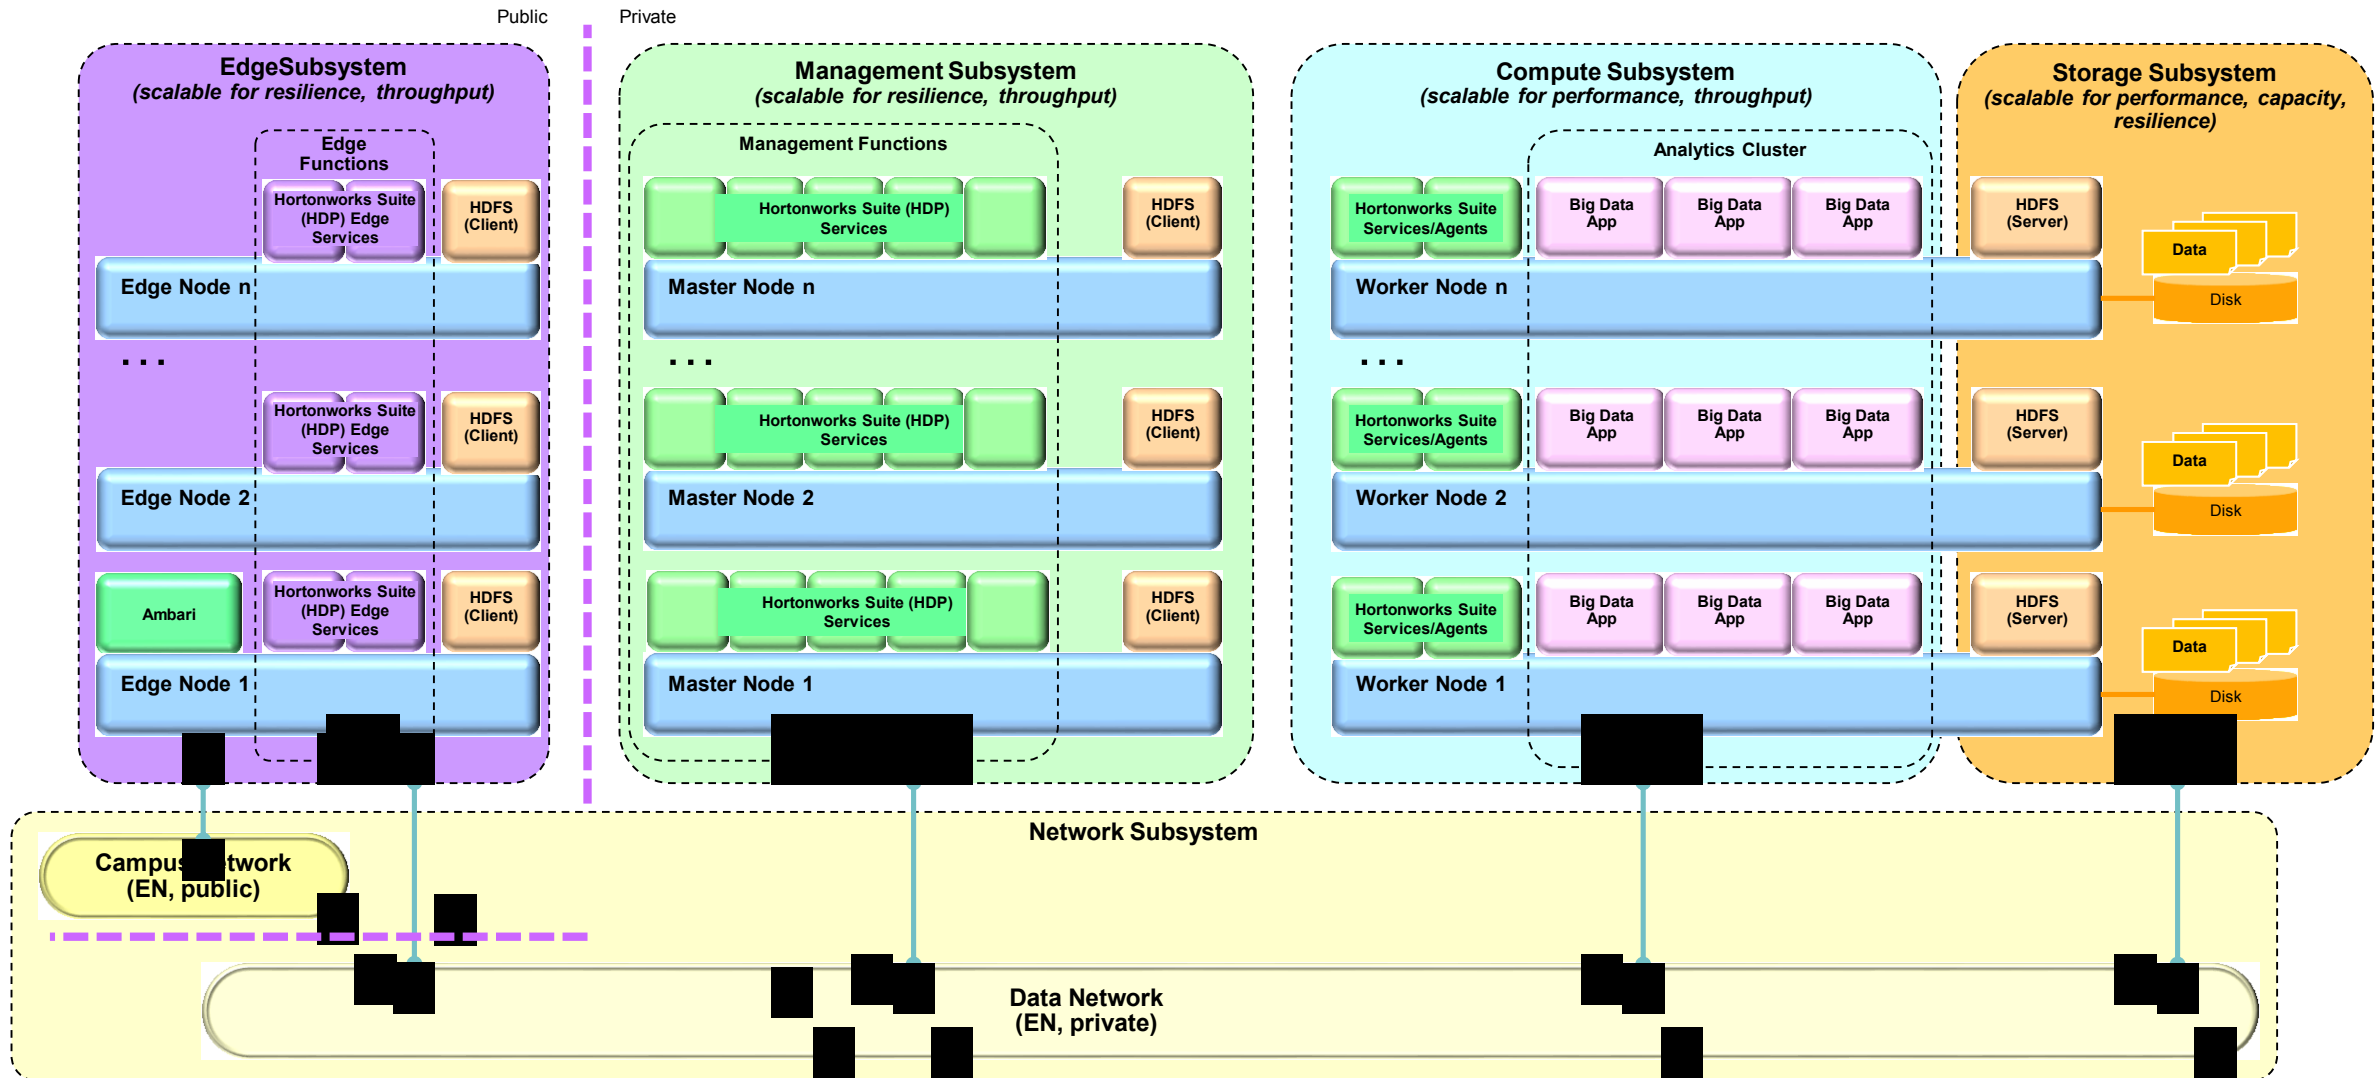 Public
Private
EdgeSubsystem
(scalable for resilience, throughput)
Edge
Functions
Hortonworks Suite
(HDP) Edge
Services
HDFS
(Client)
Edge Node n
. . .
Hortonworks Suite
(HDP) Edge
Services
HDFS
(Client)
Edge Node 2
Ambari
Hortonworks Suite
(HDP) Edge
Services
HDFS
(Client)
Edge Node 1
Management Subsystem
(scalable for resilience, throughput)
Management Functions
Hortonworks Suite (HDP)
Services
HDFS
(Client)
Master Node n
. . .
Hortonworks Suite (HDP)
Services
HDFS
(Client)
Master Node 2
Hortonworks Suite (HDP)
Services
HDFS
(Client)
Master Node 1
Compute Subsystem
(scalable for performance, throughput)
Analytics Cluster
Hortonworks Suite
Services/Agents
Big Data
App
Big Data
App
Big Data
App
Worker Node n
. . .
Hortonworks Suite
Services/Agents
Big Data
App
Big Data
App
Big Data
App
Worker Node 2
Hortonworks Suite
Services/Agents
Big Data
App
Big Data
App
Big Data
App
Worker Node 1
Storage Subsystem
(scalable for performance, capacity,
resilience)
HDFS
(Server)
Data
Disk
HDFS
(Server)
Data
Disk
HDFS
(Server)
Data
Disk
Network Subsystem
Campus
(EN, public)
Data Network
(EN, private)